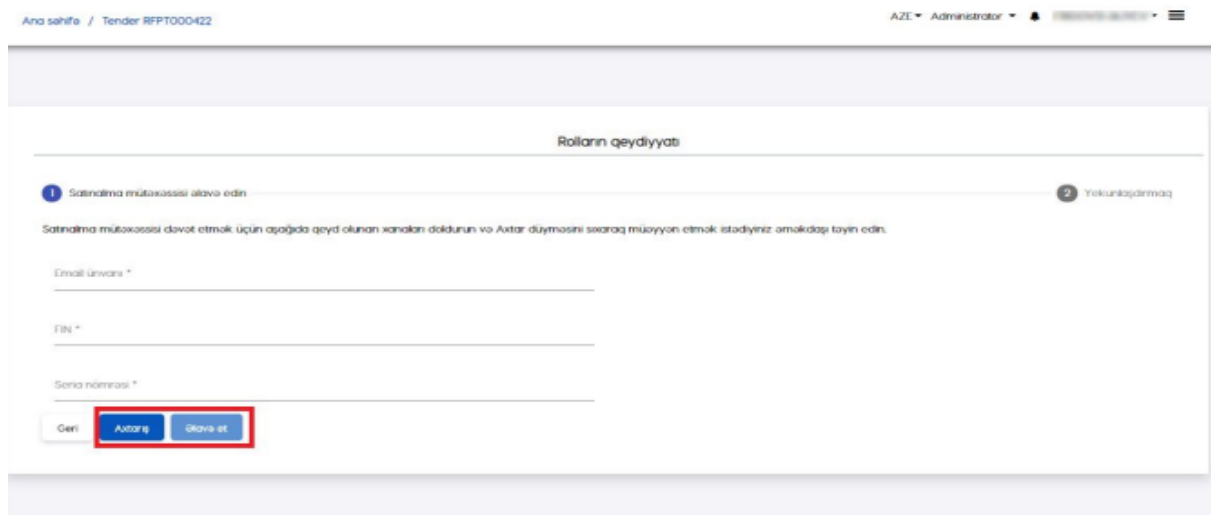 Ana səhifə / Tender RFPT000422
AZE Administrator
Rolların qeydiyyatı
1 Satınalma mütəxəssisi əlavə edin
2 Yekunlaşdırmaq
Satınalma mütəxəssisi dəvət etmək üçün aşağıda qeyd olunan xanaları doldurun və Axtar düyməsini sıxaraq müəyyən etmək istədiyiniz əməkdaşı təyin edin.
Email ünvanı *
FIN *
Seria nömrəsi *
Geri Axtarış Əlavə et